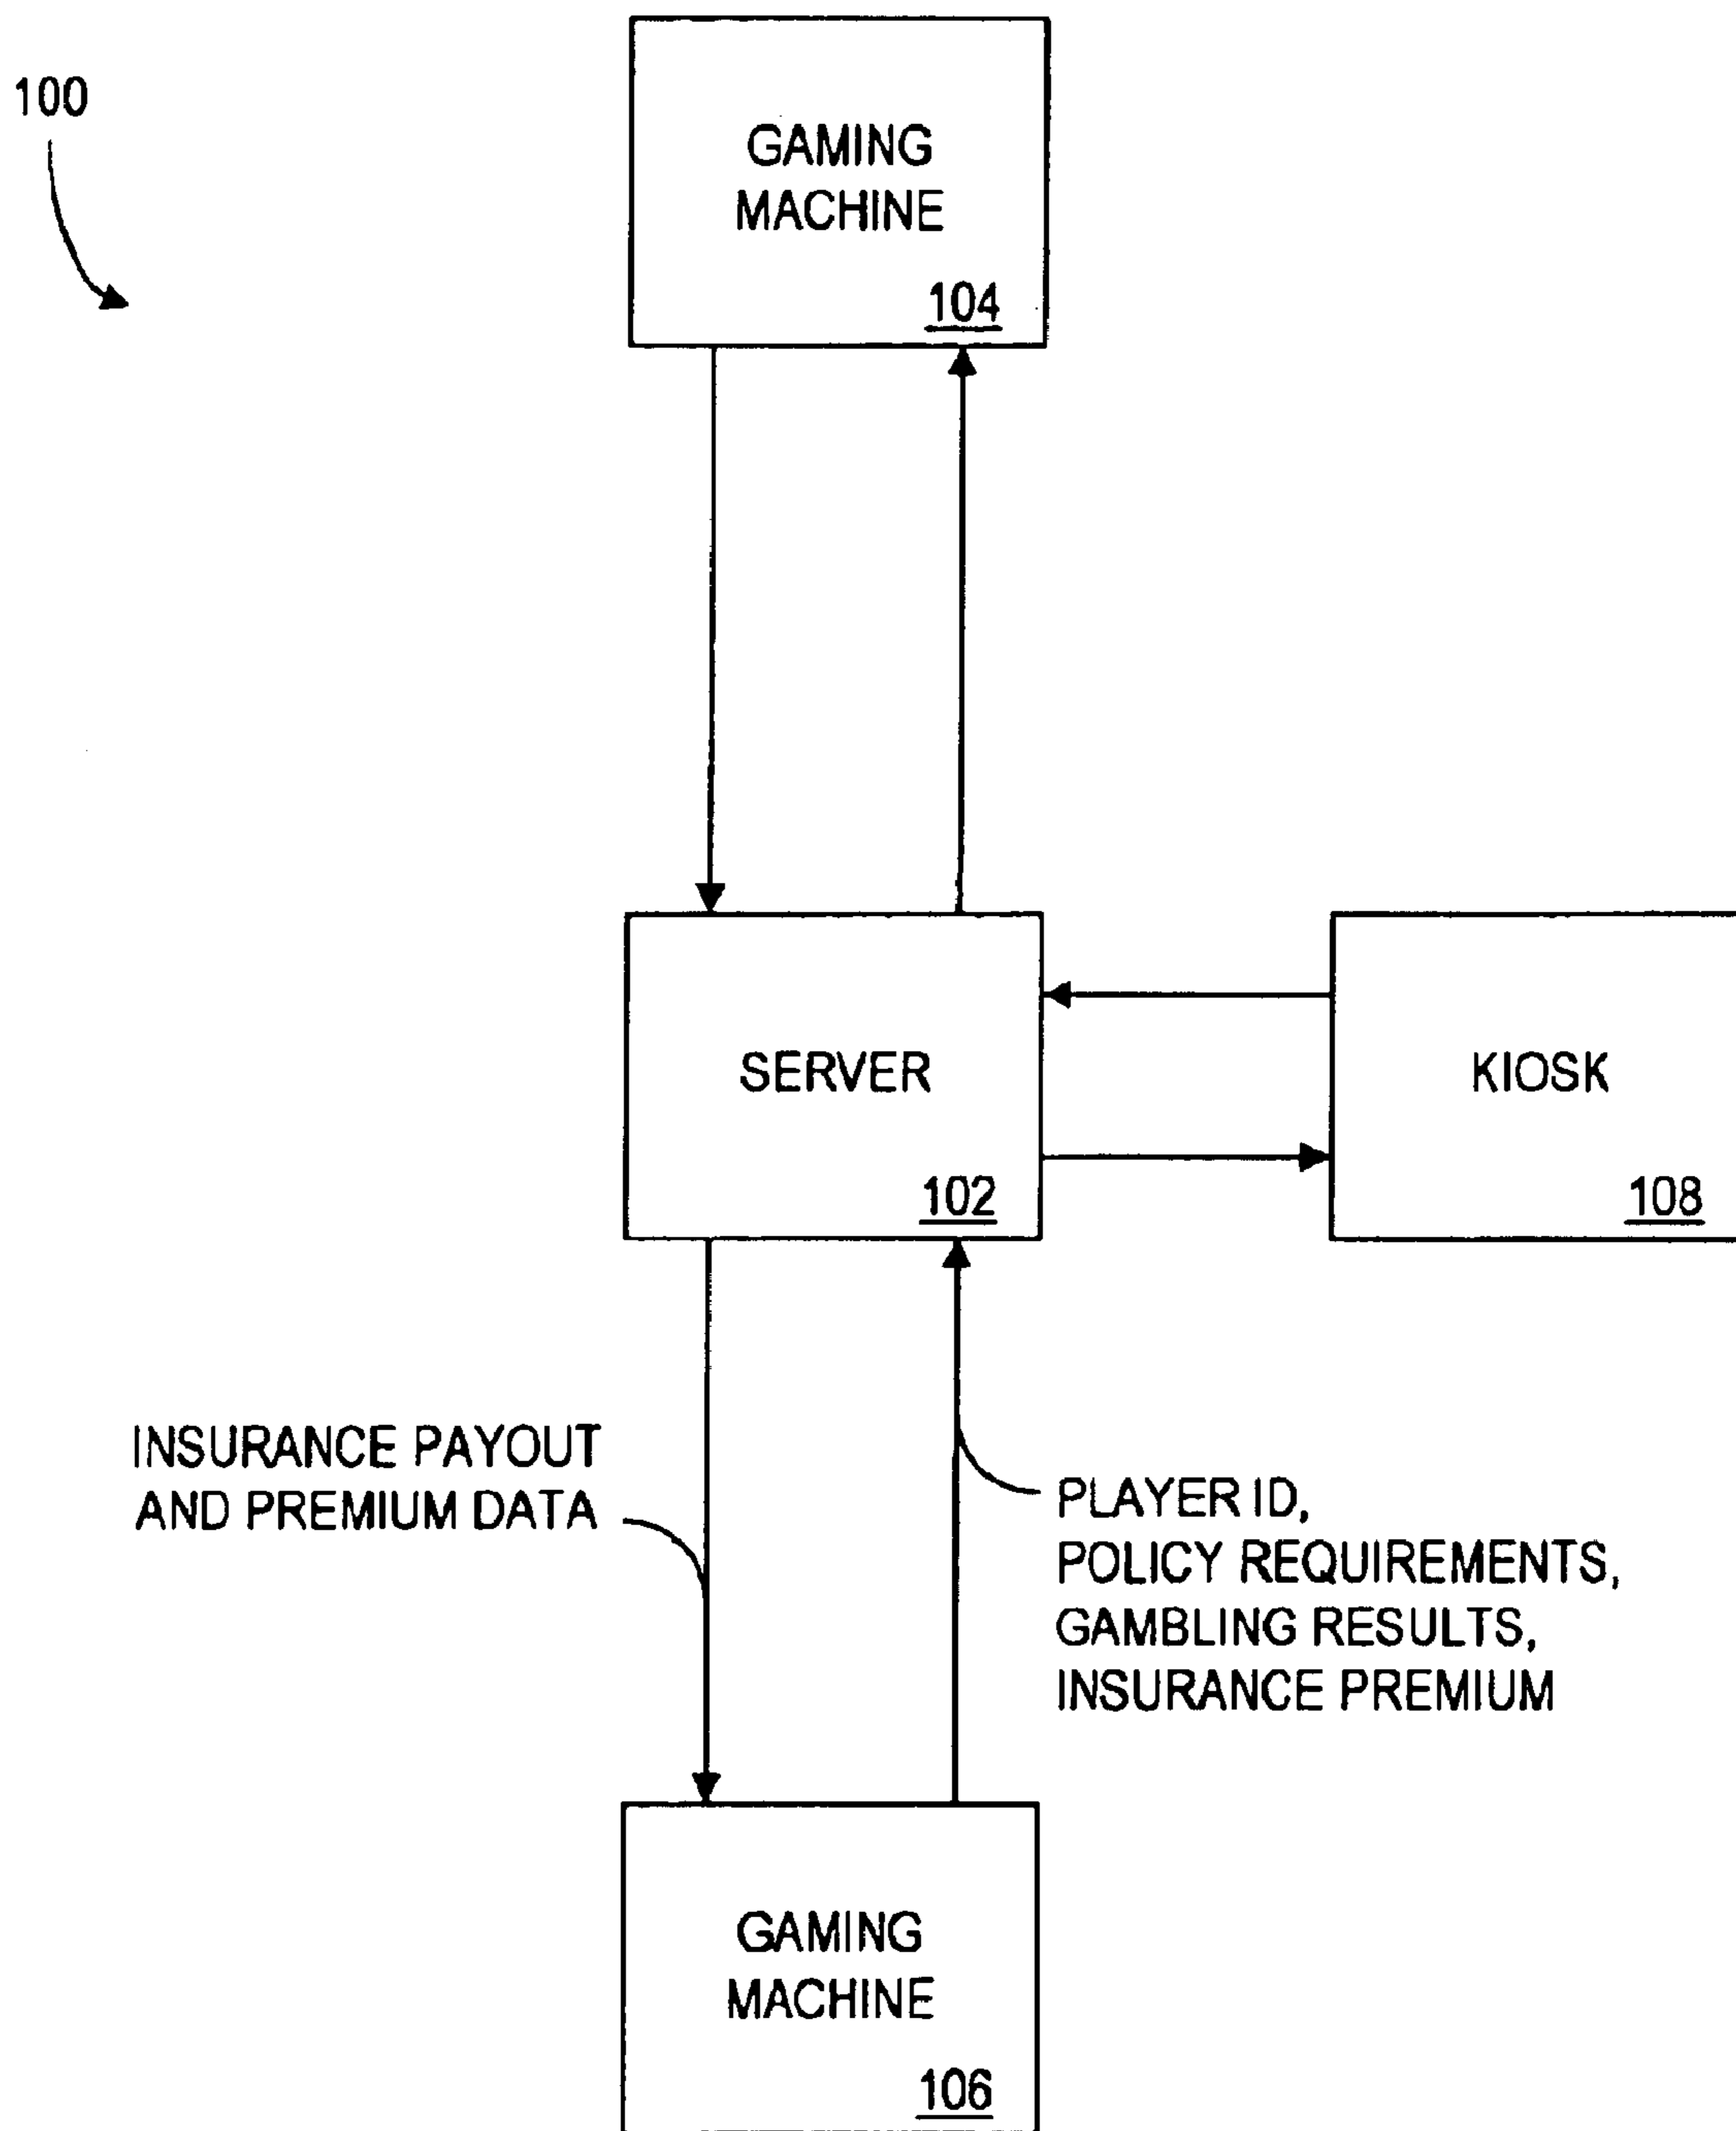 100
GAMING
MACHINE
104
SERVER
102
KIOSK
108
INSURANCE PAYOUT
AND PREMIUM DATA
PLAYER ID,
POLICY REQUIREMENTS,
GAMBLING RESULTS,
INSURANCE PREMIUM
GAMING
MACHINE
106